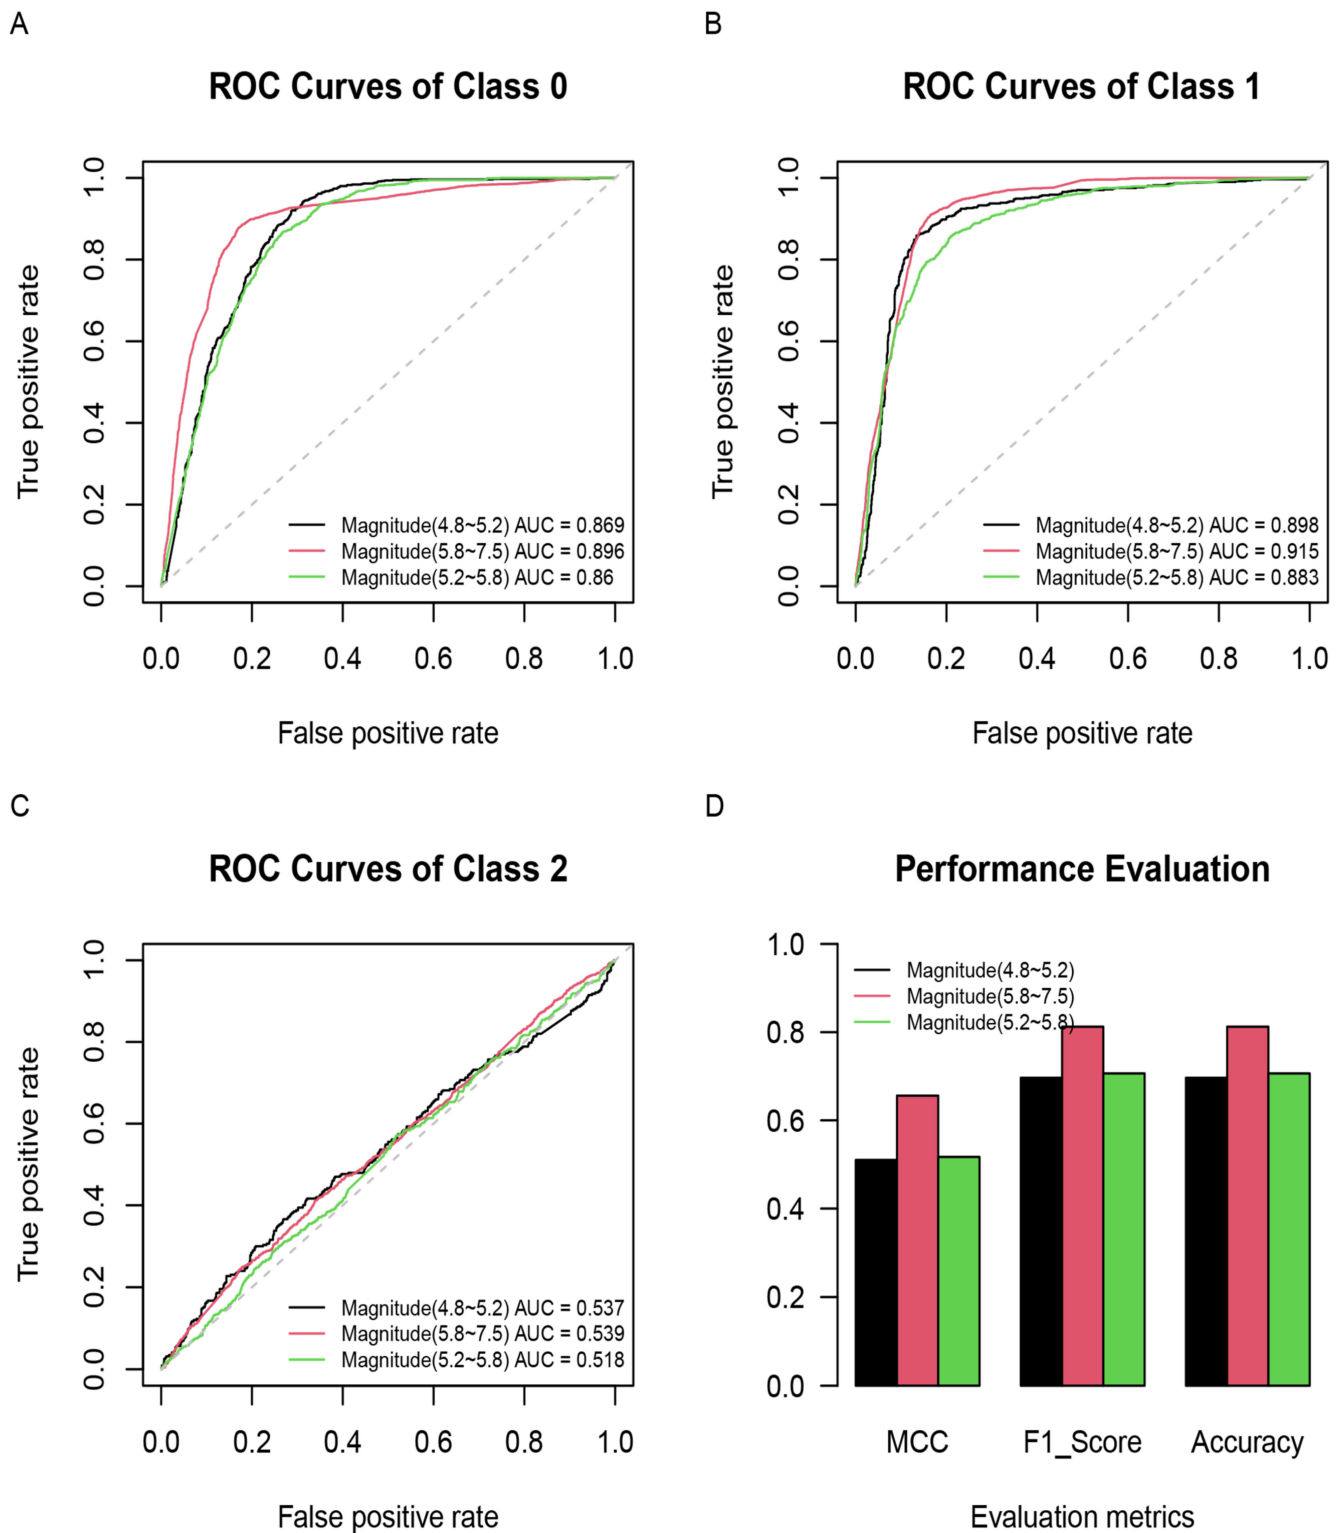 A
ROC Curves of Class 0
True positive rate
1.0
0.8
0.6
0.4
0.2
0.0
Magnitude(4.8~5.2) AUC = 0.869
Magnitude(5.8~7.5) AUC = 0.896
Magnitude(5.2~5.8) AUC = 0.86
0.0 0.2 0.4 0.6 0.8 1.0
False positive rate
B
ROC Curves of Class 1
True positive rate
1.0
0.8
0.6
0.4
0.2
0.0
Magnitude(4.8~5.2) AUC = 0.898
Magnitude(5.8~7.5) AUC = 0.915
Magnitude(5.2~5.8) AUC = 0.883
0.0 0.2 0.4 0.6 0.8 1.0
False positive rate
C
ROC Curves of Class 2
True positive rate
1.0
0.8
0.6
0.4
0.2
0.0
Magnitude(4.8~5.2) AUC = 0.537
Magnitude(5.8~7.5) AUC = 0.539
Magnitude(5.2~5.8) AUC = 0.518
0.0 0.2 0.4 0.6 0.8 1.0
False positive rate
D
Performance Evaluation
1.0
0.8
0.6
0.4
0.2
0.0
Magnitude(4.8~5.2)
Magnitude(5.8~7.5)
Magnitude(5.2~5.8)
MCC F1_Score Accuracy
Evaluation metrics